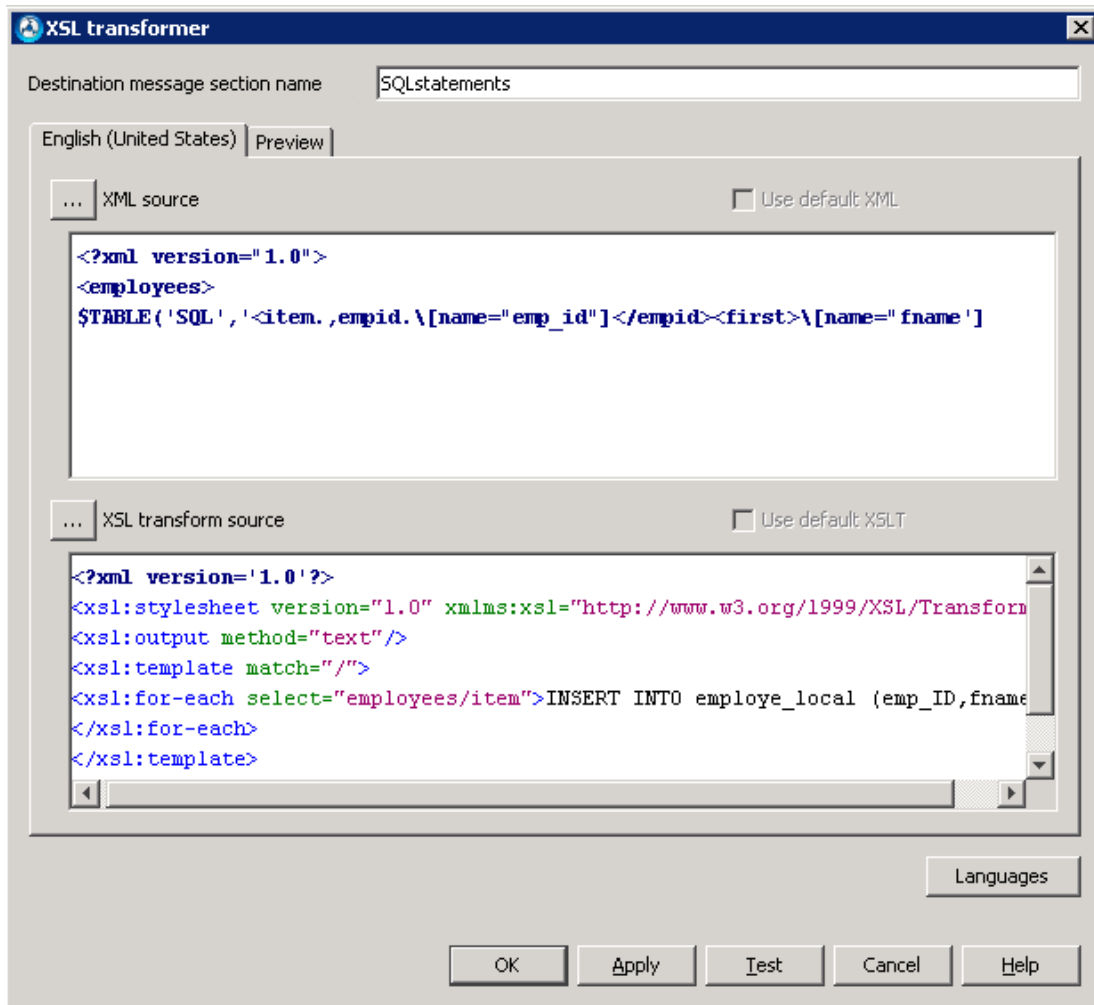 XSL transformer
Destination message section name SQLstatements
English (United States) Preview
... XML source Use default XML
<?xml version="1.0">
<employees>
$TABLE('SQL','<item.,empid.\[name="emp_id"]</empid><first>\[name="fname']
... XSL transform source Use default XSLT
<?xml version='1.0'?>
<xsl:stylesheet version="1.0" xmlms:xsl="http://www.w3.org/1999/XSL/Transform
<xsl:output method="text"/>
<xsl:template match="/">
<xsl:for-each select="employees/item">INSERT INTO employe_local (emp_ID,fname
</xsl:for-each>
</xsl:template>
Languages
OK Apply Test Cancel Help